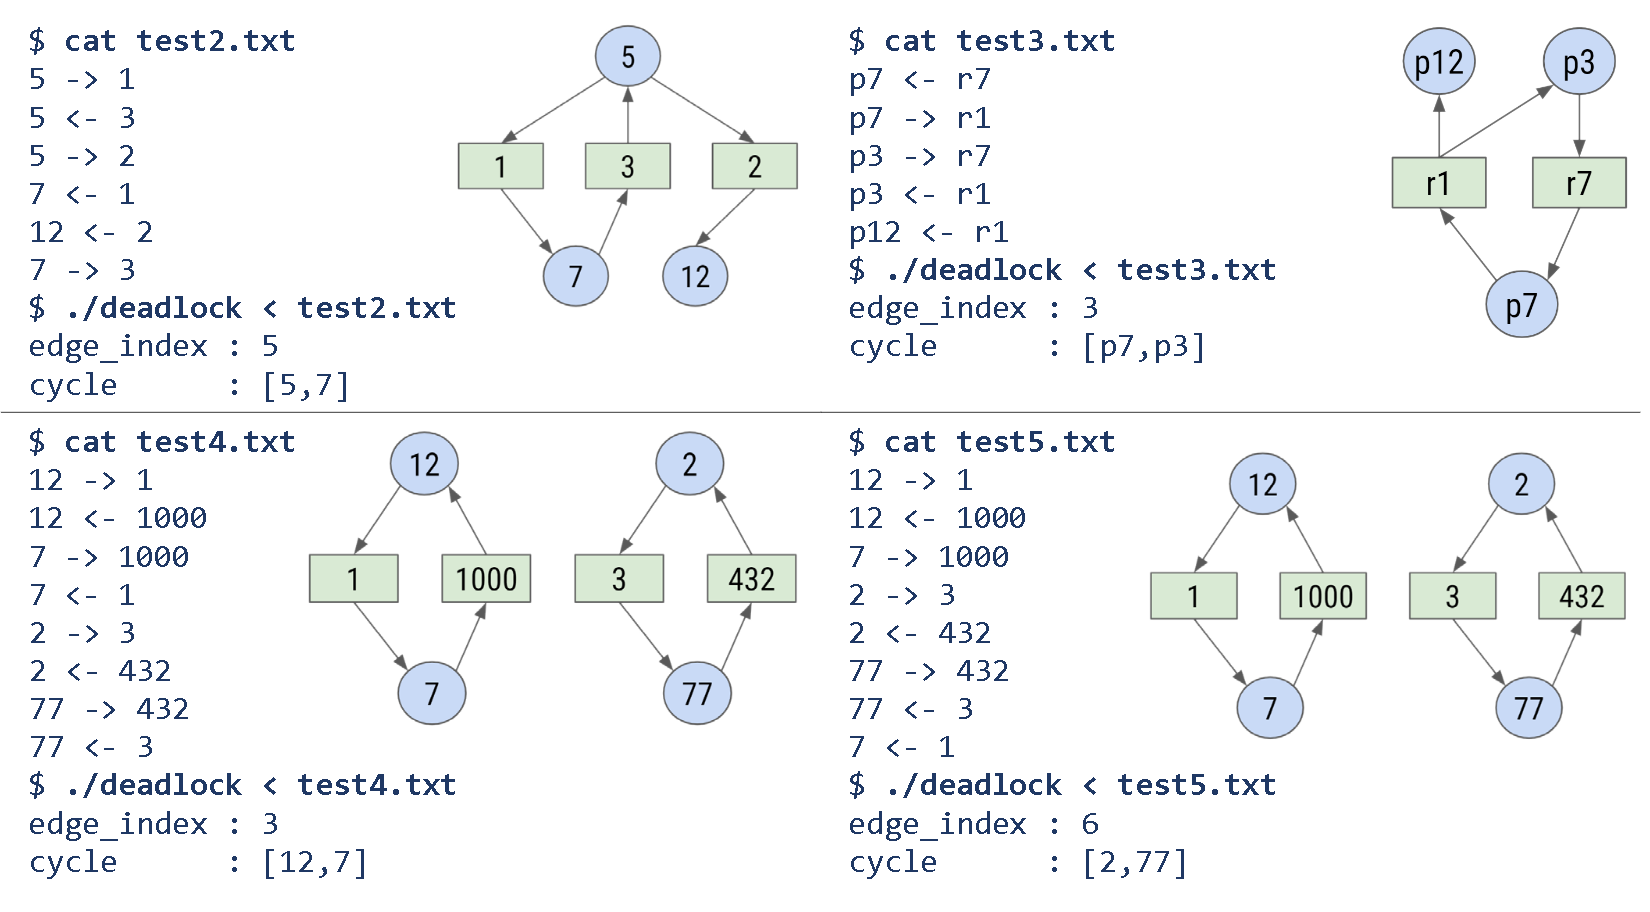 $ cat test2.txt
5 -> 1
5 <- 3
5 -> 2
7 <- 1
12 <- 2
7 -> 3
$ ./deadlock < test2.txt
edge_index : 5
cycle      : [5,7]
5
1
3
2
7
12
$ cat test3.txt
p7 <- r7
p7 -> r1
p3 -> r7
p3 <- r1
p12 <- r1
$ ./deadlock < test3.txt
edge_index : 3
cycle      : [p7,p3]
p12
p3
r1
r7
p7
$ cat test4.txt
12 -> 1
12 <- 1000
7 -> 1000
7 <- 1
2 -> 3
2 <- 432
77 -> 432
77 <- 3
$ ./deadlock < test4.txt
edge_index : 3
cycle      : [12,7]
12
2
1
1000
3
432
7
77
$ cat test5.txt
12 -> 1
12 <- 1000
7 -> 1000
2 -> 3
2 <- 432
77 -> 432
77 <- 3
7 <- 1
$ ./deadlock < test5.txt
edge_index : 6
cycle      : [2,77]
12
2
1
1000
3
432
7
77